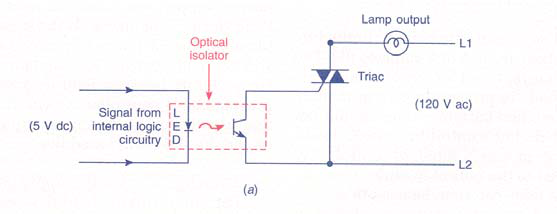 Lamp output
L1
Optical
isolator
Triac
(5 V dc)
Signal from
internal logic
circuitry
L
E
D
(120 V ac)
L2
(a)